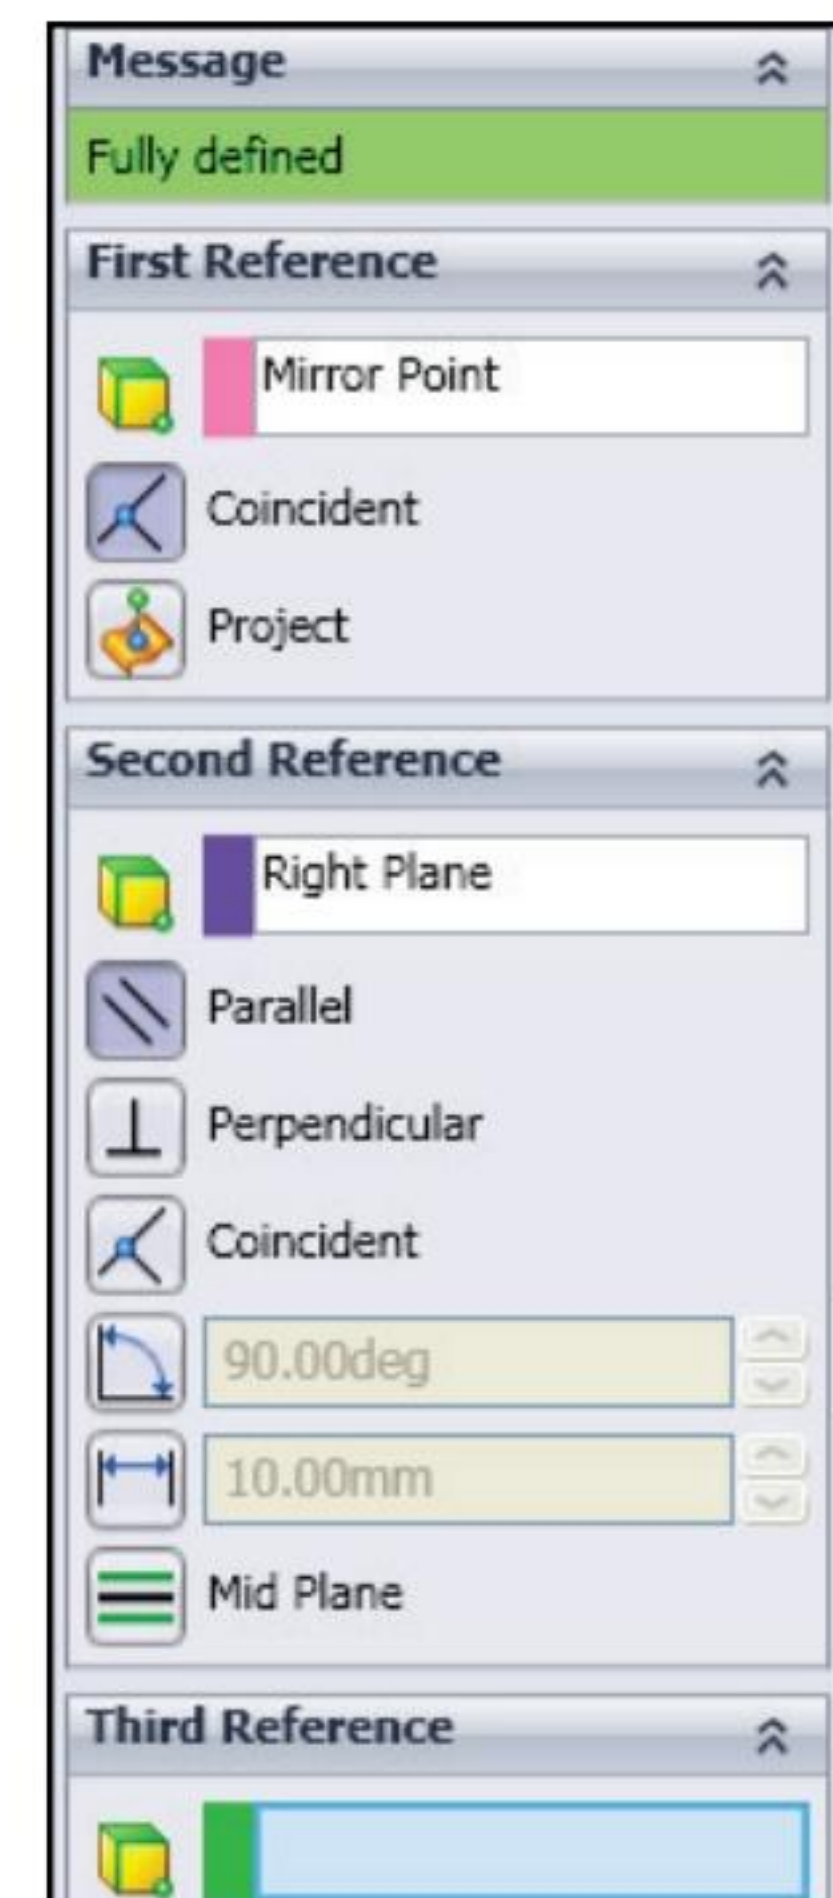 Message
Fully defined
First Reference
Mirror Point
Coincident
Project
Second Reference
Right Plane
Parallel
Perpendicular
Coincident
90.00deg
10.00mm
Mid Plane
Third Reference